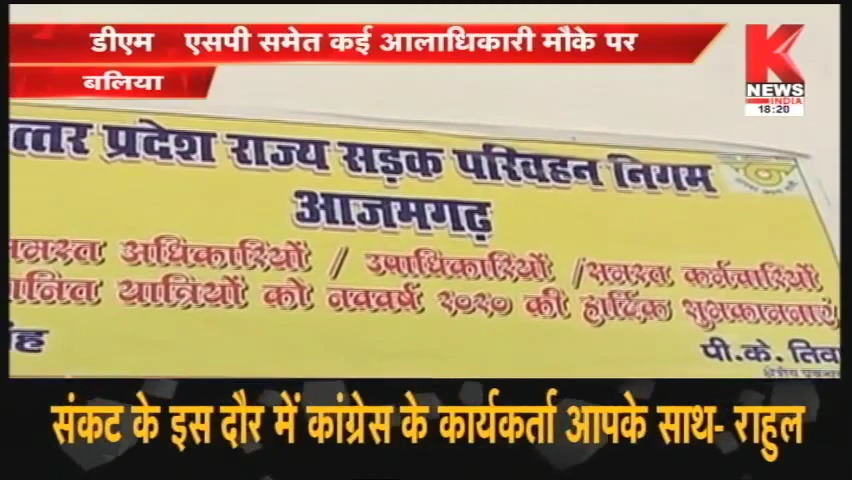 डीएम एसपी समेत कई आलाधिकारी मौके पर
बलिया
K
NEWS
INDIA
18:20
त्तर प्रदेश राज्य सड़क परिवहन निगम
आजमगढ़
मस्त अधिकारियों / उपाधिकारियों /समस्त कर्मचारियों
ानित यात्रियों को नववर्ष २०२० की हार्दिक शुभकामनाएं
िंह
पी.के. तिव
क्षेत्रीय
संकट के इस दौर में कांग्रेस के कार्यकर्ता आपके साथ- राहुल